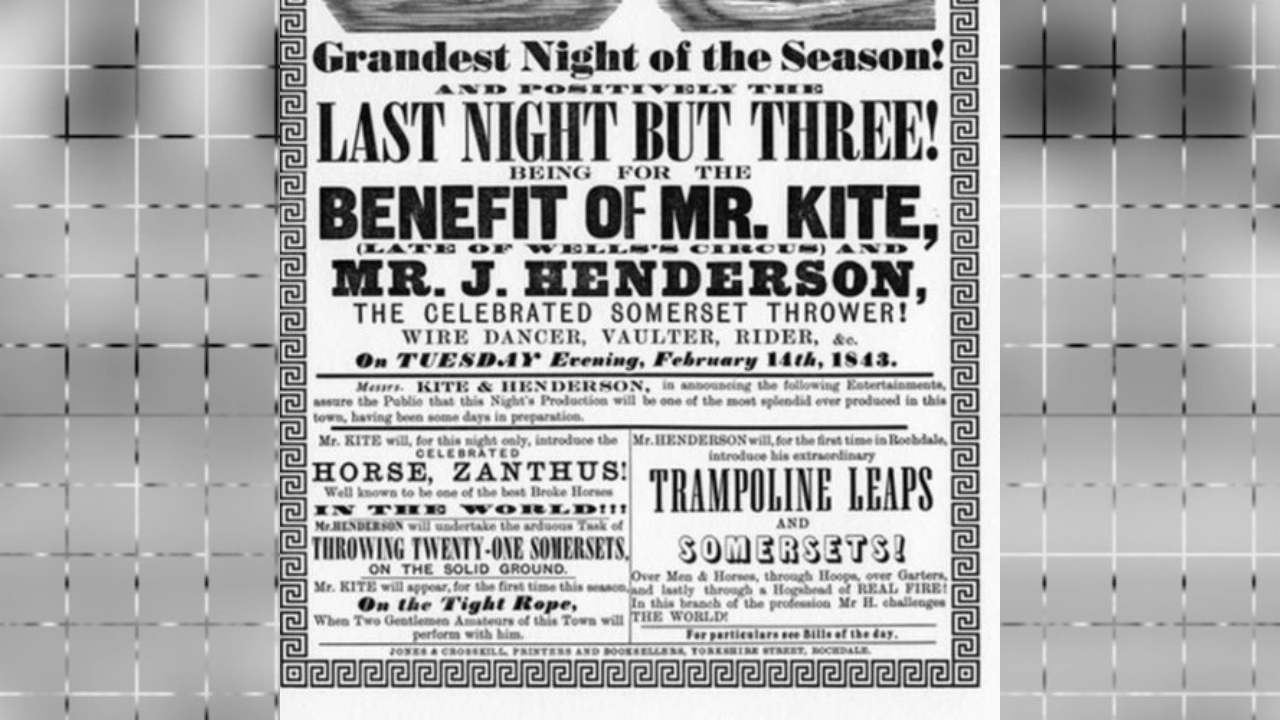 Grandest Night of the Season!
AND POSITIVELY THE
LAST NIGHT BUT THREE!
BEING FOR THE
BENEFIT OF MR. KITE,
(LATE OF WELLS'S CIRCUS) AND
MR. J. HENDERSON,
THE CELEBRATED SOMERSET THROWER!
WIRE DANCER, VAULTER, RIDER, &c.
On TUESDAY Evening, February 14th, 1843.
Messrs. KITE & HENDERSON, in announcing the following Entertainments,
assure the Public that this Night's Production will be one of the most splendid ever produced in this
town, having been some days in preparation.
Mr. KITE will, for this night only, introduce the
CELEBRATED
HORSE, ZANTHUS!
Well known to be one of the best Broke Horses
IN THE WORLD!!!
Mr. HENDERSON will undertake the arduous Task of
THROWING TWENTY-ONE SOMERSETS,
ON THE SOLID GROUND.
Mr. KITE will appear, for the first time this season,
On the Tight Rope,
When Two Gentlemen Amateurs of this Town will
perform with him.
Mr. HENDERSON will, for the first time in Rochdale,
introduce his extraordinary
TRAMPOLINE LEAPS
AND
SOMERSETS!
Over Men & Horses, through Hoops, over Garters,
and lastly through a Hogshead of REAL FIRE!
In this branch of the profession Mr H. challenges
THE WORLD!
For particulars see Bills of the day.
JONES & CROSSKILL, PRINTERS AND BOOKSELLERS, YORKSHIRE STREET, ROCHDALE.